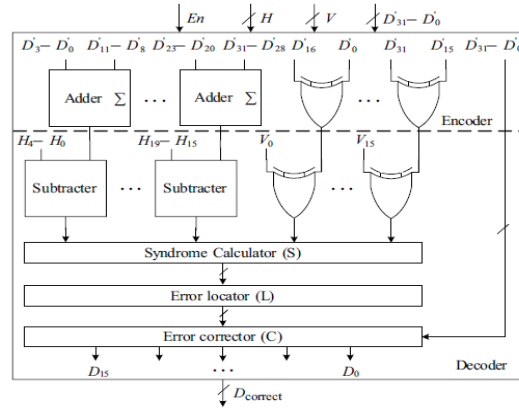 En H V D'31– D'0
D'3– D'0 D'11– D'8 D'23– D'20 D'31– D'28 D'16 D'0 D'31 D'15 D'31– D'0
Adder Σ ... Adder Σ ...
Encoder
H4– H0 H19– H15 V0 V15
Subtracter ... Subtracter ...
Syndrome Calculator (S)
Error locator (L)
Error corrector (C)
D15 ... D0
Decoder
Dcorrect